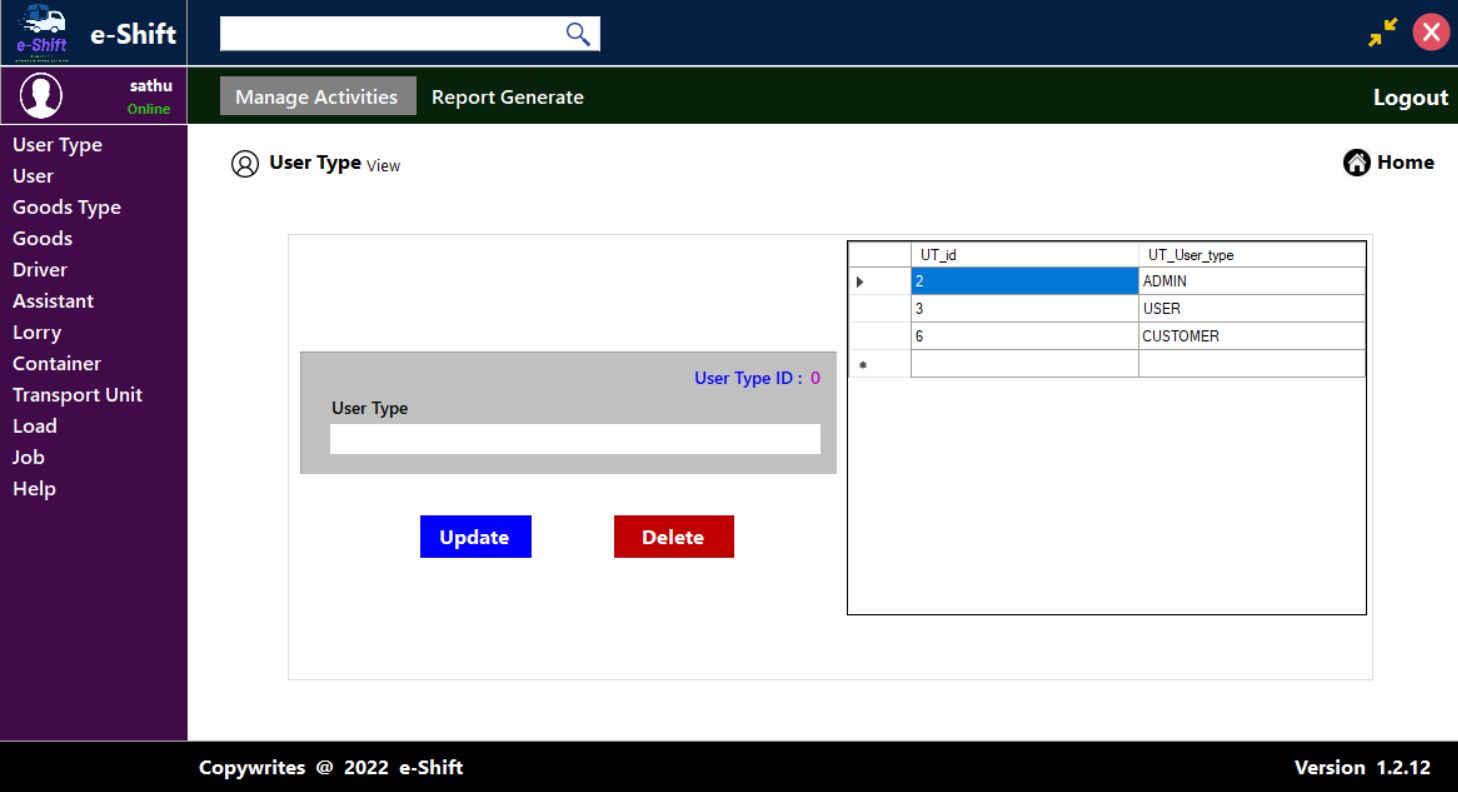 e-Shift
e-Shift
sathu
Online
Manage Activities
Report Generate
Logout
User Type
User
Goods Type
Goods
Driver
Assistant
Lorry
Container
Transport Unit
Load
Job
Help
User Type View
Home
User Type ID : 0
User Type
Update
Delete
UT_id UT_User_type
2 ADMIN
3 USER
6 CUSTOMER
Copywrites @ 2022 e-Shift
Version 1.2.12